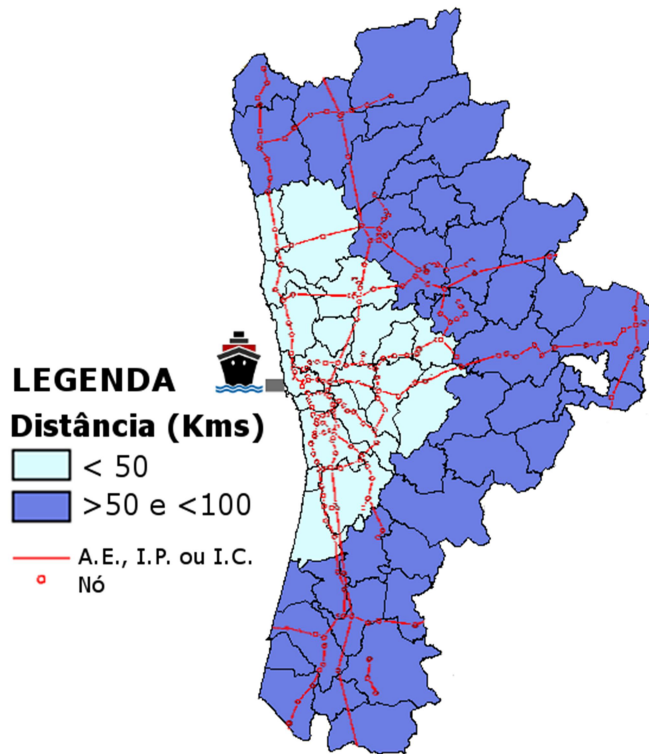 LEGENDA
Distância (Kms)
< 50
>50 e <100
A.E., I.P. ou I.C.
Nó